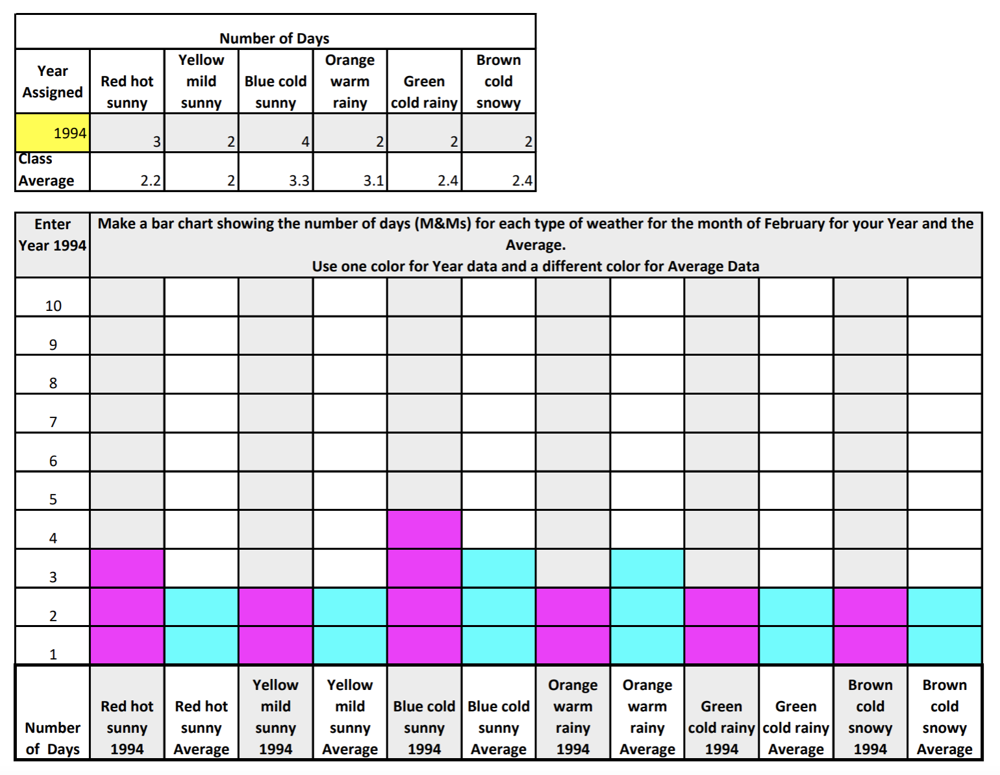 Number of Days
Year Assigned Red hot sunny Yellow mild sunny Blue cold sunny Orange warm rainy Green cold rainy Brown cold snowy
1994 3 2 4 2 2 2
Class Average 2.2 2 3.3 3.1 2.4 2.4
Enter Year 1994
Make a bar chart showing the number of days (M&Ms) for each type of weather for the month of February for your Year and the
Average.
Use one color for Year data and a different color for Average Data
10
9
8
7
6
5
4
3
2
1
Number of Days Red hot sunny 1994 Red hot sunny Average Yellow mild sunny 1994 Yellow mild sunny Average Blue cold sunny 1994 Blue cold sunny Average Orange warm rainy 1994 Orange warm rainy Average Green cold rainy 1994 Green cold rainy Average Brown cold snowy 1994 Brown cold snowy Average